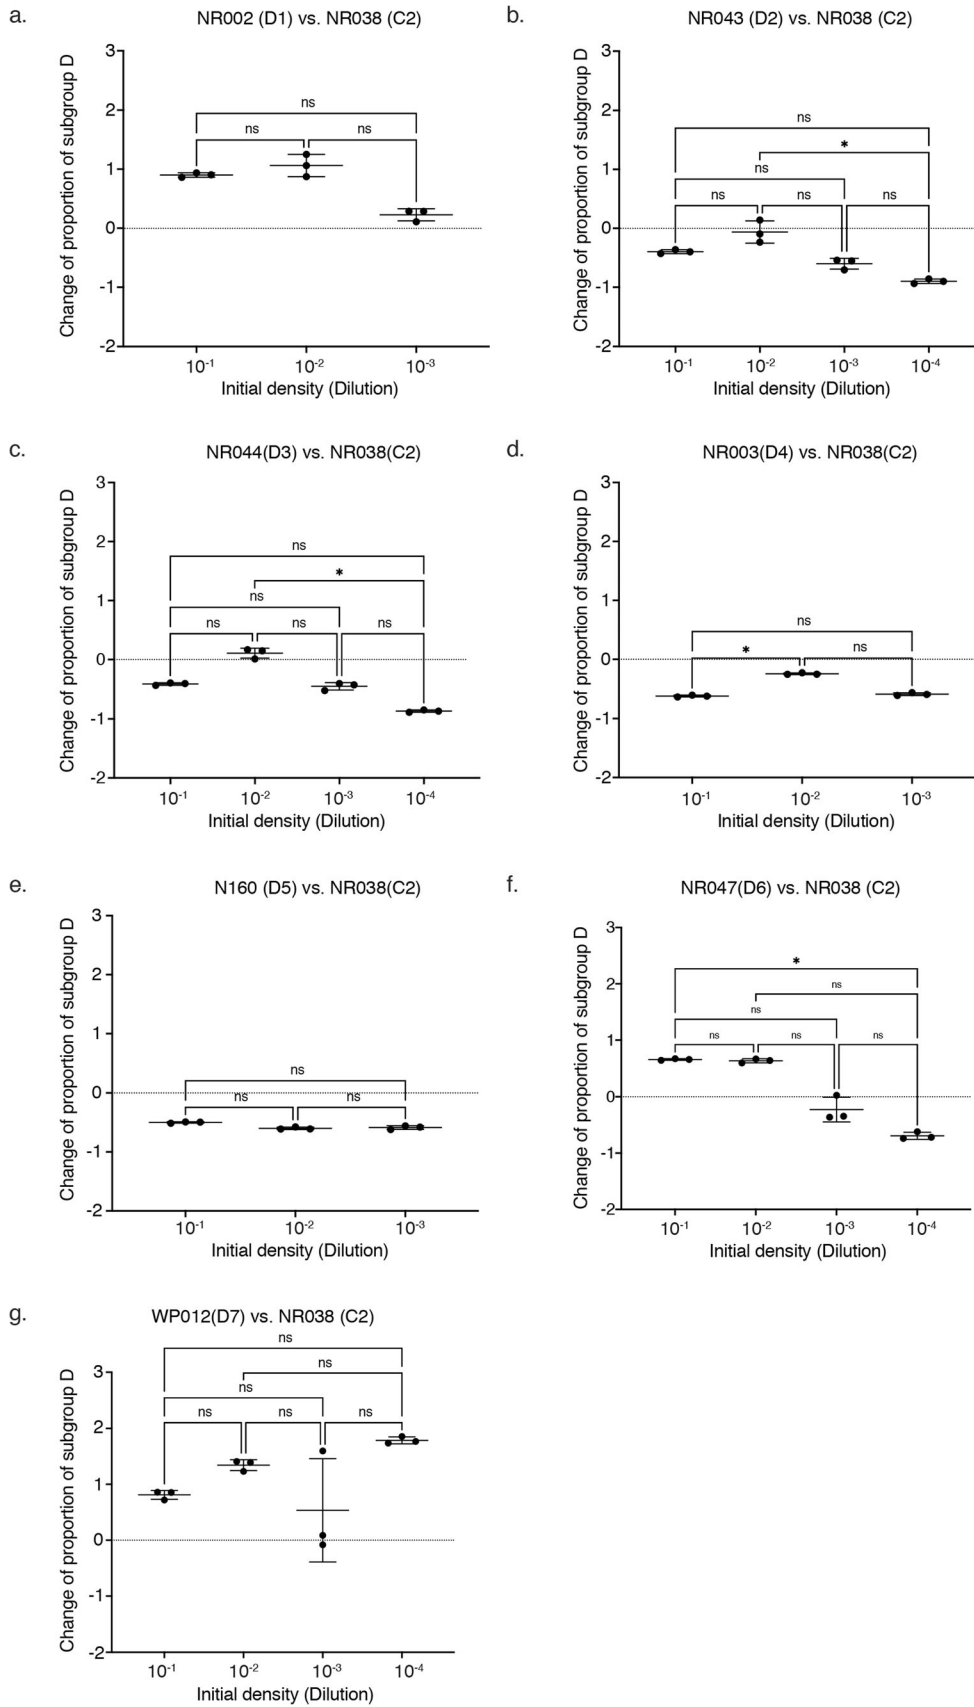 a.
NR002 (D1) vs. NR038 (C2)
Change of proportion of subgroup D
3
2
1
0
-1
-2
ns
ns
ns
10-1
10-2
10-3
Initial density (Dilution)
b.
NR043 (D2) vs. NR038 (C2)
Change of proportion of subgroup D
3
2
1
0
-1
-2
ns
*
ns
ns
ns
ns
10-1
10-2
10-3
10-4
Initial density (Dilution)
c.
NR044(D3) vs. NR038(C2)
Change of proportion of subgroup D
3
2
1
0
-1
-2
ns
*
ns
ns
ns
ns
10-1
10-2
10-3
10-4
Initial density (Dilution)
d.
NR003(D4) vs. NR038(C2)
Change of proportion of subgroup D
3
2
1
0
-1
-2
ns
*
ns
10-1
10-2
10-3
Initial density (Dilution)
e.
N160 (D5) vs. NR038(C2)
Change of proportion of subgroup D
3
2
1
0
-1
-2
ns
ns
ns
10-1
10-2
10-3
Initial density (Dilution)
f.
NR047(D6) vs. NR038 (C2)
Change of proportion of subgroup D
3
2
1
0
-1
-2
*
ns
ns
ns
ns
ns
10-1
10-2
10-3
10-4
Initial density (Dilution)
g.
WP012(D7) vs. NR038 (C2)
Change of proportion of subgroup D
3
2
1
0
-1
-2
ns
ns
ns
ns
ns
ns
10-1
10-2
10-3
10-4
Initial density (Dilution)